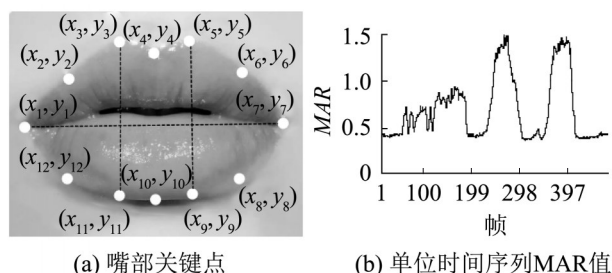 (x₃, y₃) (x₄, y₄) (x₅, y₅)
(x₂, y₂) (x₆, y₆)
(x₁, y₁) (x₇, y₇)
(x₁₂, y₁₂) (x₁₀, y₁₀) (x₈, y₈)
(x₁₁, y₁₁) (x₉, y₉)
(a) 嘴部关键点
MAR
1.5
1.0
0.5
0
1 100 199 298 397
帧
(b) 单位时间序列MAR值